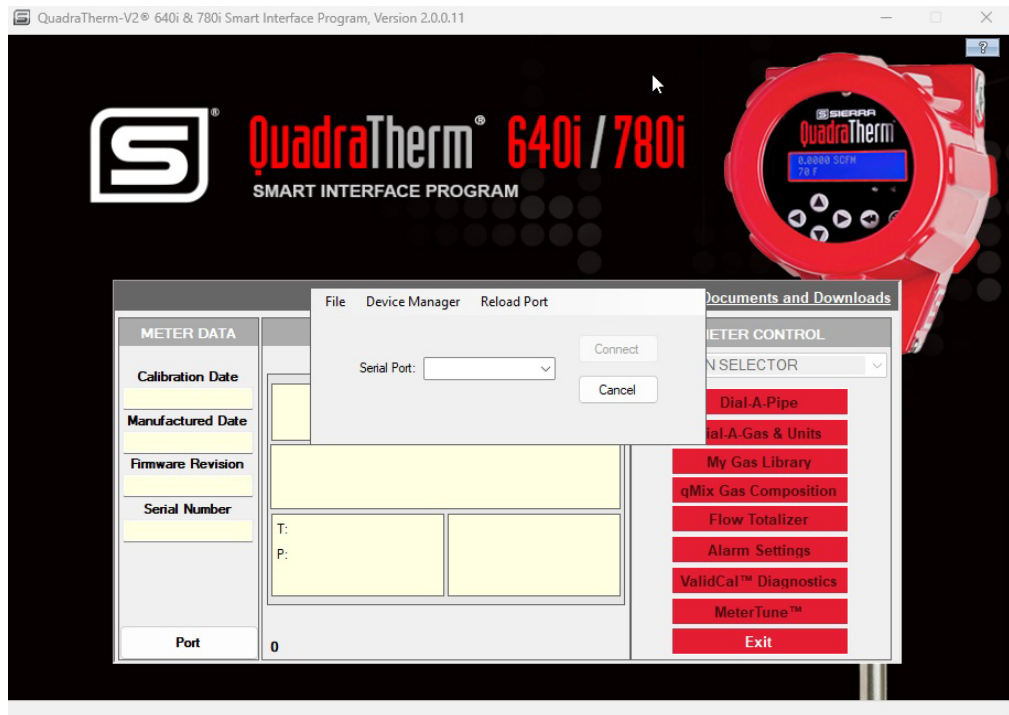 QuadraTherm-V2® 640i & 780i Smart Interface Program, Version 2.0.0.11
?
S®
QuadraTherm® 640i / 780i
SMART INTERFACE PROGRAM
SIERRA
QuadraTherm
0.0000 SCFM
70 F
Documents and Downloads
File Device Manager Reload Port
Serial Port:
Connect
Cancel
METER DATA
Calibration Date
Manufactured Date
Firmware Revision
Serial Number
Port
T:
P:
0
METER CONTROL
N SELECTOR
Dial-A-Pipe
ial-A-Gas & Units
My Gas Library
qMix Gas Composition
Flow Totalizer
Alarm Settings
ValidCal™ Diagnostics
MeterTune™
Exit